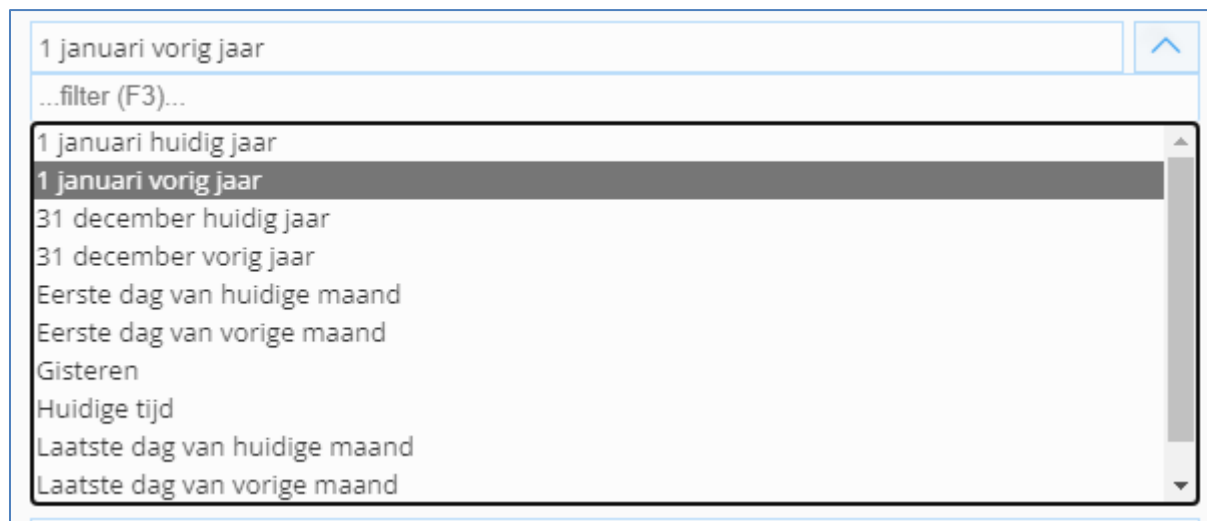 1 januari vorig jaar
...filter (F3)...
1 januari huidig jaar
1 januari vorig jaar
31 december huidig jaar
31 december vorig jaar
Eerste dag van huidige maand
Eerste dag van vorige maand
Gisteren
Huidige tijd
Laatste dag van huidige maand
Laatste dag van vorige maand